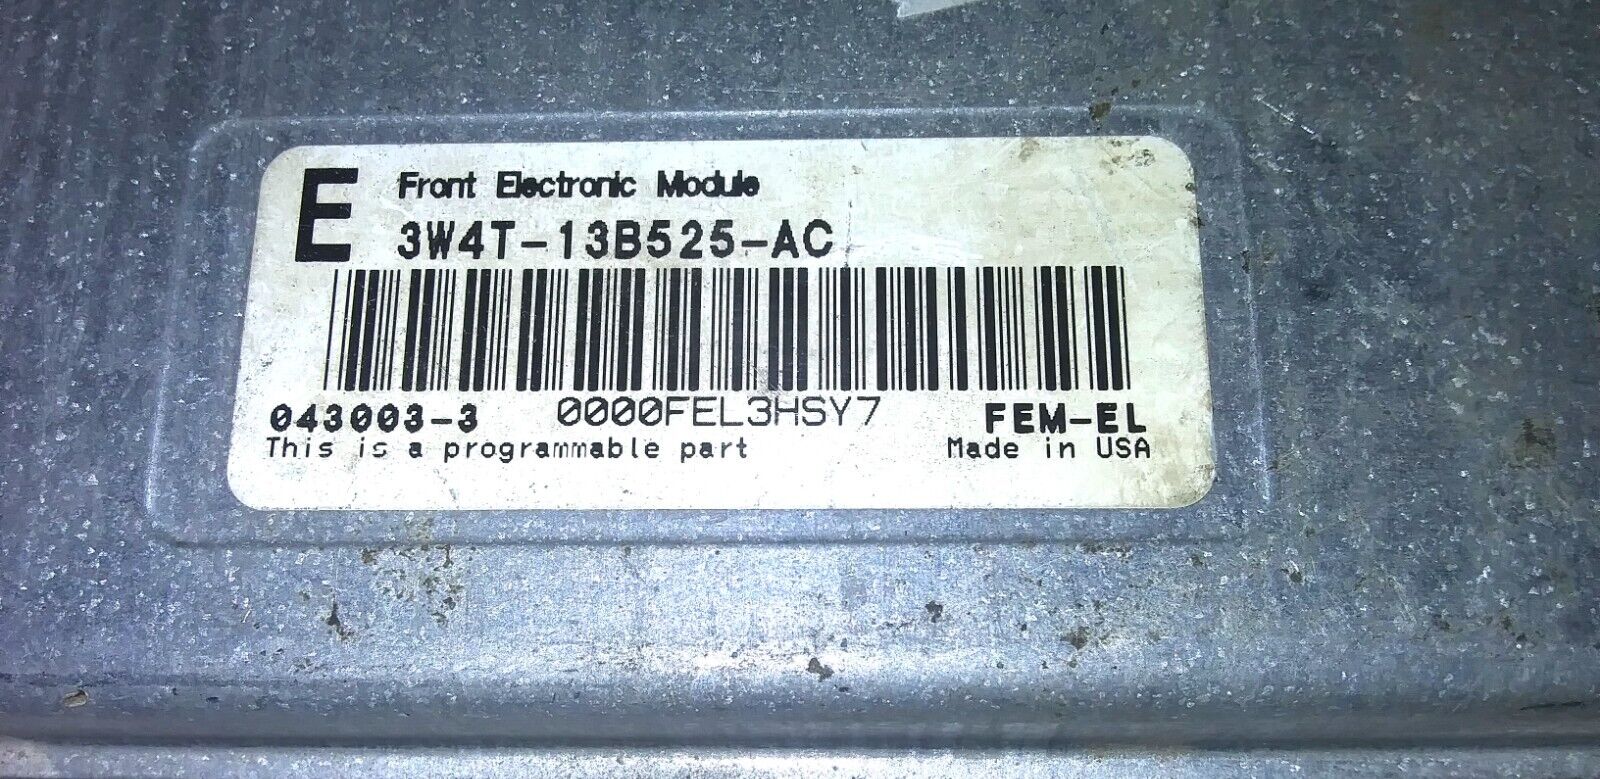 E Front Electronic Module
3W4T-13B525-AC
043003-3 0000FEL3HSY7 FEM-EL
This is a programmable part Made in USA